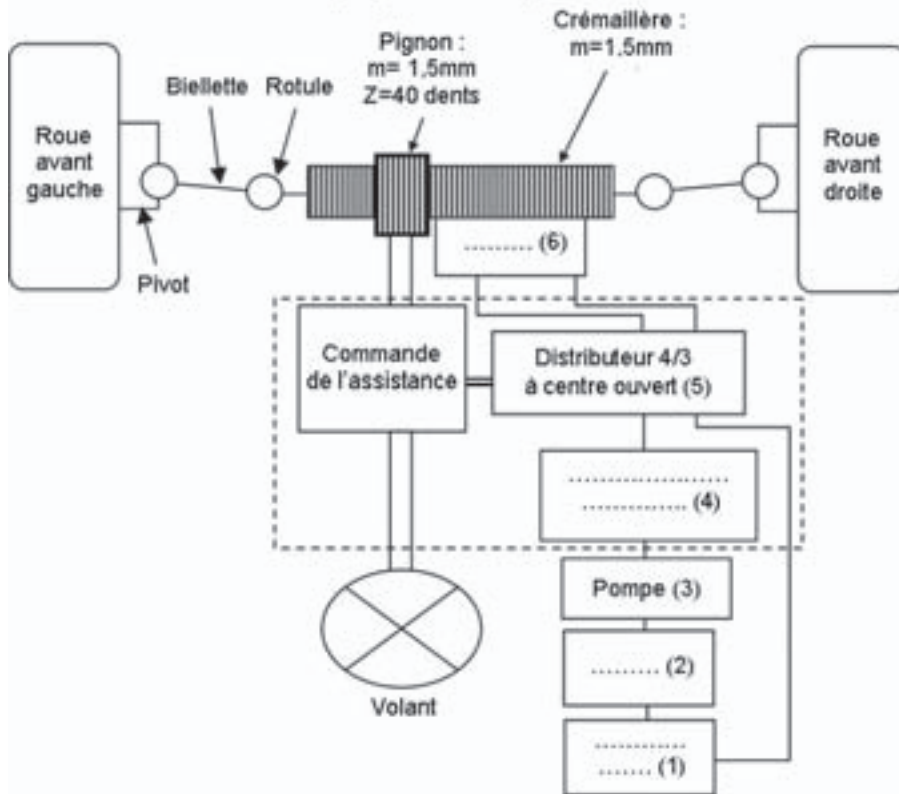 Crémaillère :
m=1,5mm
Pignon :
m= 1,5mm
Z=40 dents
Biellette
Rotule
Roue
avant
gauche
Roue
avant
droite
Pivot
......... (6)
Commande
de l'assistance
Distributeur 4/3
à centre ouvert (5)
..........................
.............. (4)
Pompe (3)
......... (2)
Volant
............
....... (1)